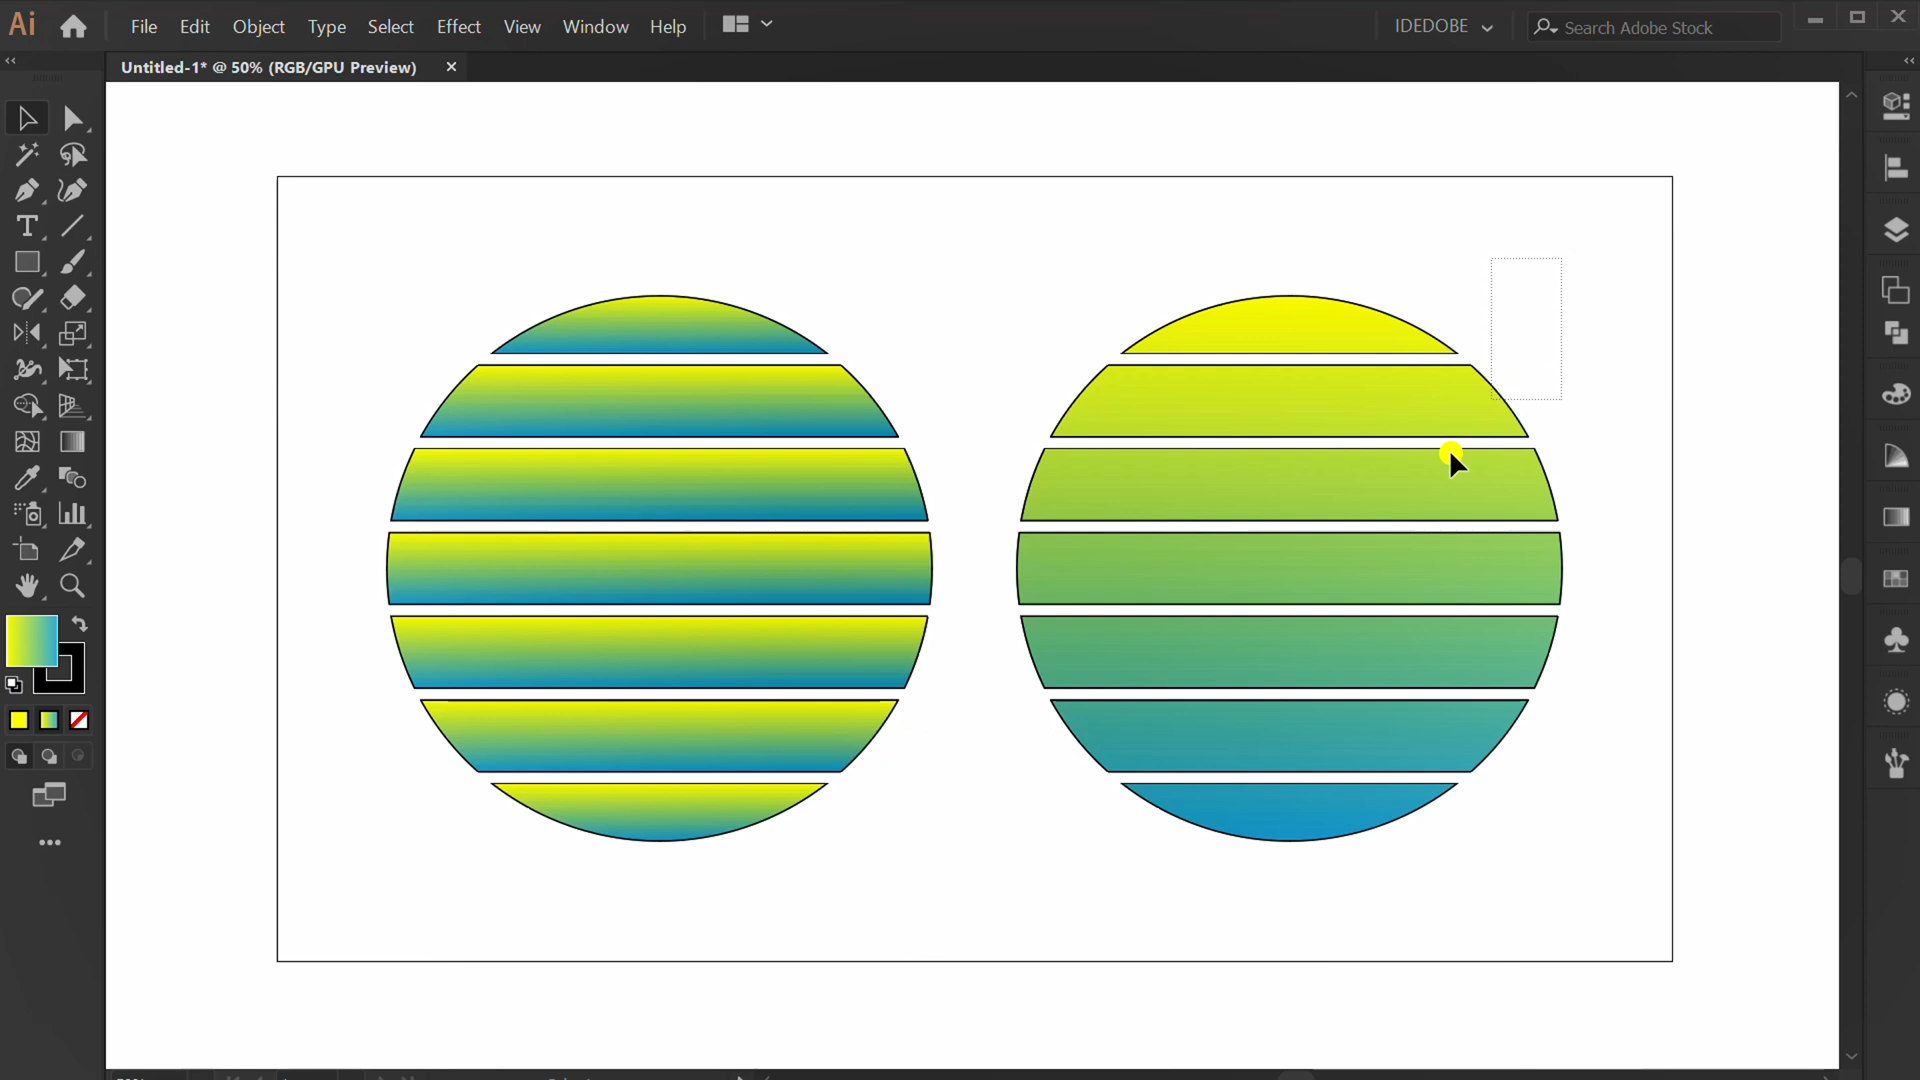 Ai File Edit Object Type Select Effect View Window Help IDEDOBE Search Adobe Stock
Untitled-1* @ 50% (RGB/GPU Preview)